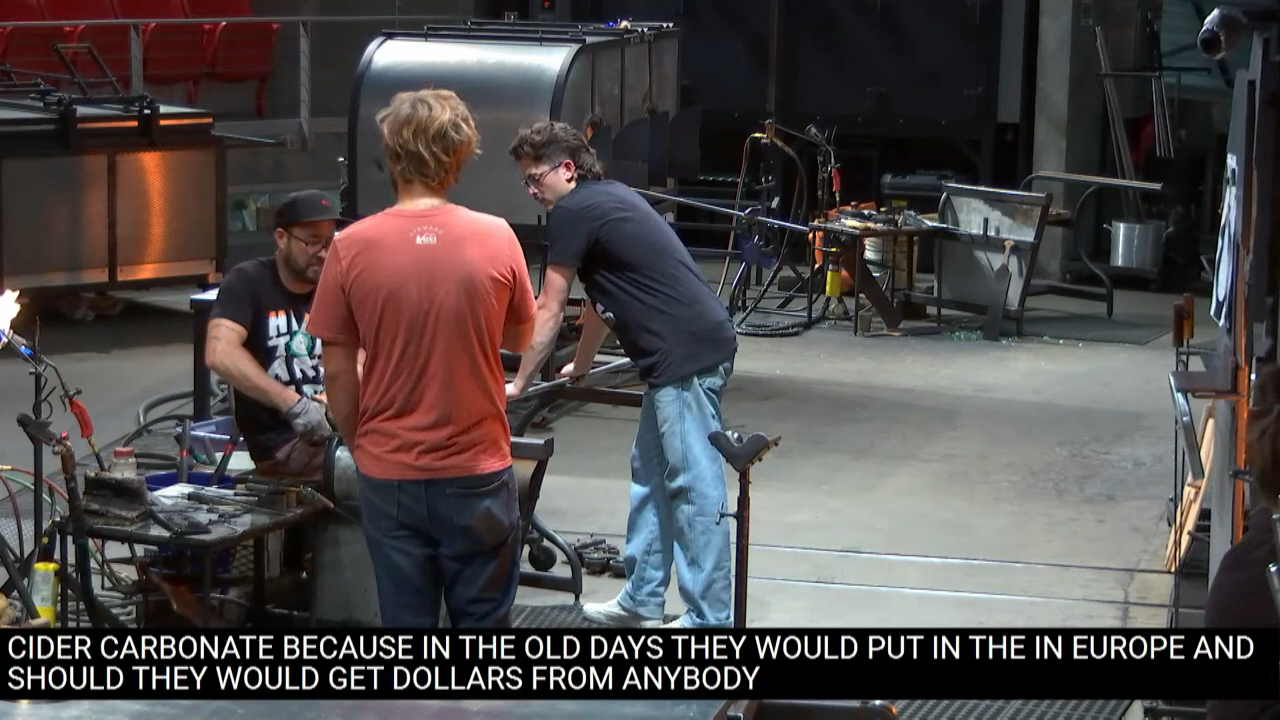 STEWARD
CIDER CARBONATE BECAUSE IN THE OLD DAYS THEY WOULD PUT IN THE IN EUROPE AND
SHOULD THEY WOULD GET DOLLARS FROM ANYBODY